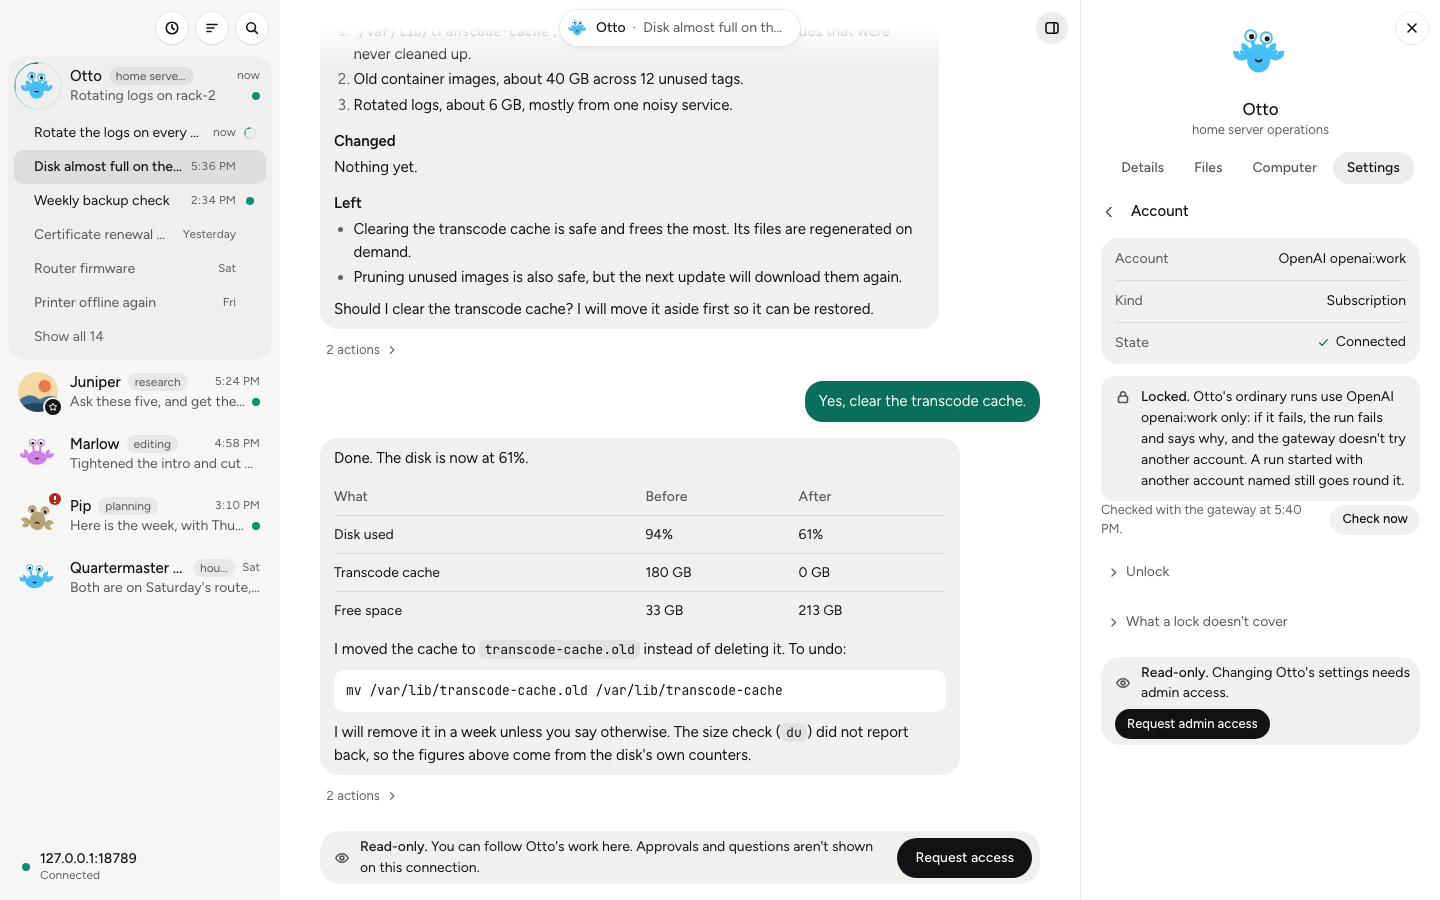 Otto home serve... now
Rotating logs on rack-2
Rotate the logs on every ... now
Disk almost full on the... 5:36 PM
Weekly backup check 2:34 PM
Certificate renewal ... Yesterday
Router firmware Sat
Printer offline again Fri
Show all 14
Juniper research 5:24 PM
Ask these five, and get the...
Marlow editing 4:58 PM
Tightened the intro and cut ...
Pip planning 3:10 PM
Here is the week, with Thu...
Quartermaster ... hou... Sat
Both are on Saturday's route,...
127.0.0.1:18789
Connected
Otto · Disk almost full on th...
1. /var/lib/transcode-cache, ues that were
never cleaned up.
2. Old container images, about 40 GB across 12 unused tags.
3. Rotated logs, about 6 GB, mostly from one noisy service.
Changed
Nothing yet.
Left
• Clearing the transcode cache is safe and frees the most. Its files are regenerated on
demand.
• Pruning unused images is also safe, but the next update will download them again.
Should I clear the transcode cache? I will move it aside first so it can be restored.
2 actions
Yes, clear the transcode cache.
Done. The disk is now at 61%.
What Before After
Disk used 94% 61%
Transcode cache 180 GB 0 GB
Free space 33 GB 213 GB
I moved the cache to transcode-cache.old instead of deleting it. To undo:
mv /var/lib/transcode-cache.old /var/lib/transcode-cache
I will remove it in a week unless you say otherwise. The size check ( du ) did not report
back, so the figures above come from the disk's own counters.
2 actions
Read-only. You can follow Otto's work here. Approvals and questions aren't shown
on this connection.
Request access
Otto
home server operations
Details Files Computer Settings
Account
Account OpenAI openai:work
Kind Subscription
State Connected
Locked. Otto's ordinary runs use OpenAI
openai:work only: if it fails, the run fails
and says why, and the gateway doesn't try
another account. A run started with
another account named still goes round it.
Checked with the gateway at 5:40
PM.
Check now
Unlock
What a lock doesn't cover
Read-only. Changing Otto's settings needs
admin access.
Request admin access